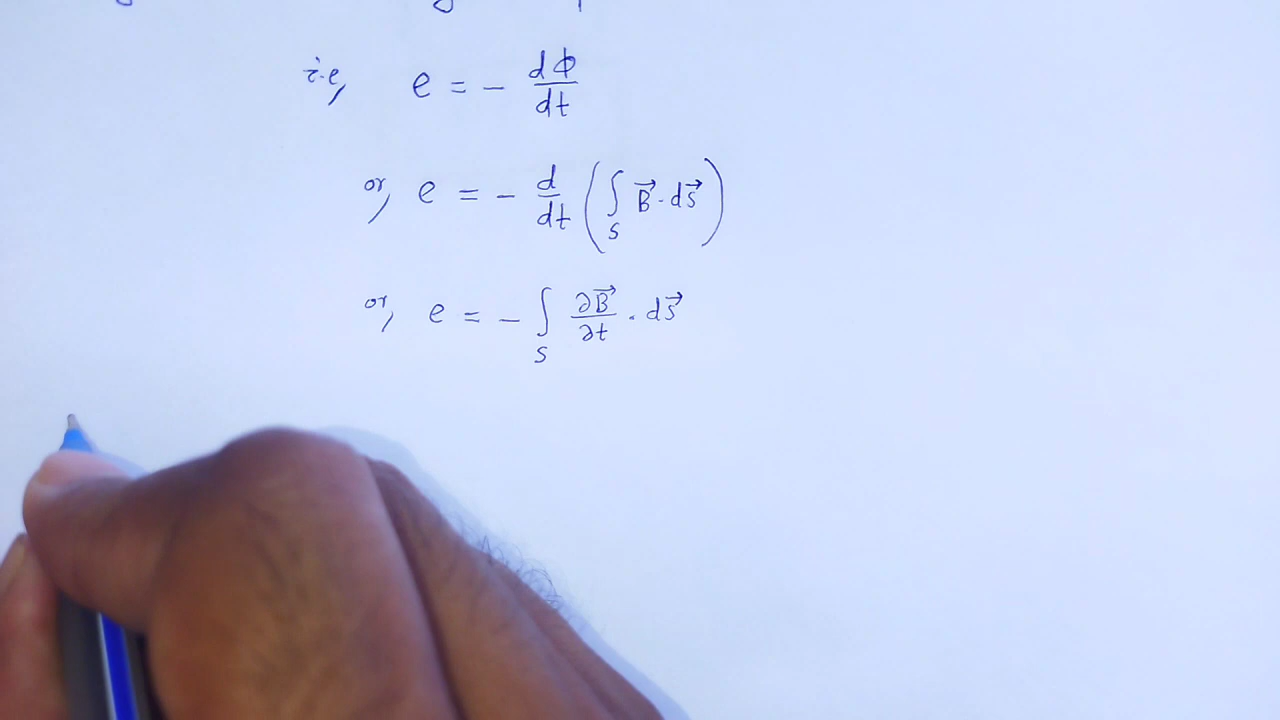 i.e, e = - dϕ/dt
or, e = - d/dt (∫_S B⃗ · dS⃗)
or, e = - ∫_S ∂B⃗/∂t · dS⃗